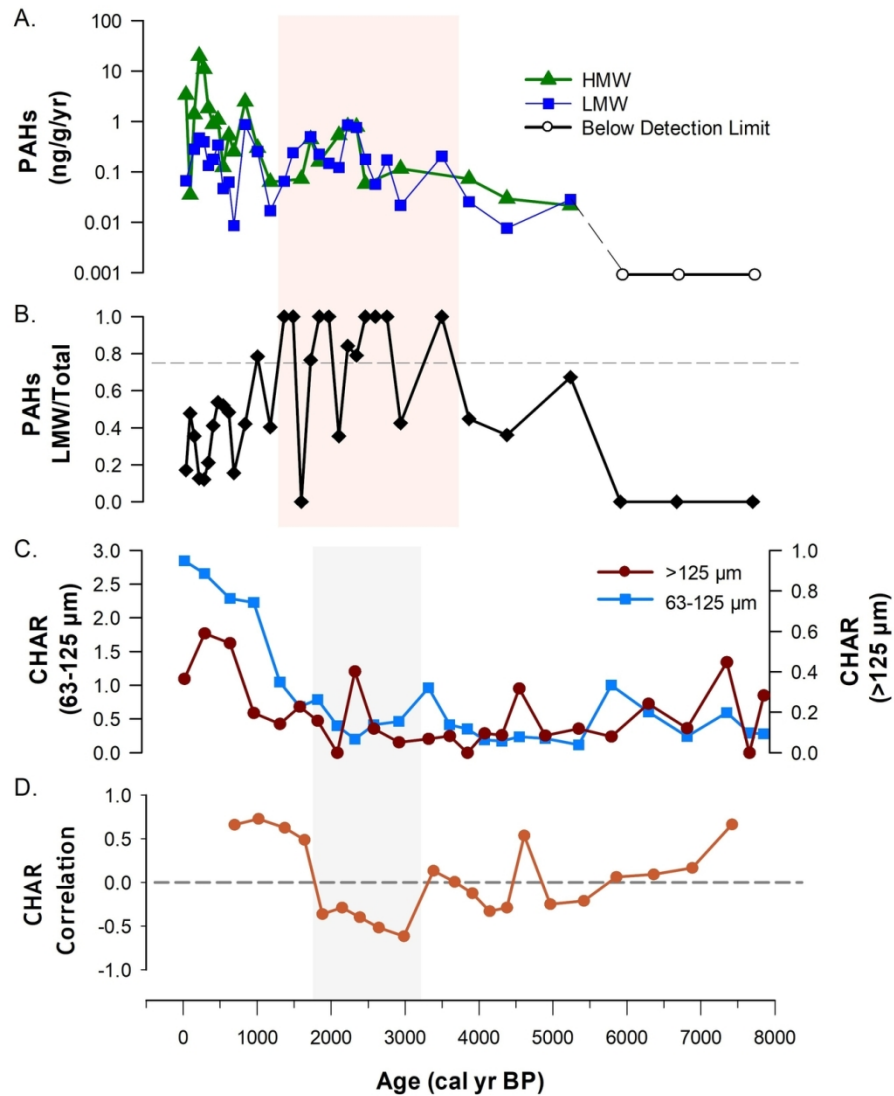 A.
100
10
1
0.1
0.01
0.001
PAHs
(ng/g/yr)
HMW
LMW
Below Detection Limit
B.
1.0
0.8
0.6
0.4
0.2
0.0
PAHs
LMW/Total
C.
3.0
2.5
2.0
1.5
1.0
0.5
0.0
CHAR
(63-125 µm)
>125 µm
63-125 µm
1.0
0.8
0.6
0.4
0.2
0.0
CHAR
(>125 µm)
D.
1.0
0.5
0.0
-0.5
-1.0
CHAR
Correlation
0 1000 2000 3000 4000 5000 6000 7000 8000
Age (cal yr BP)